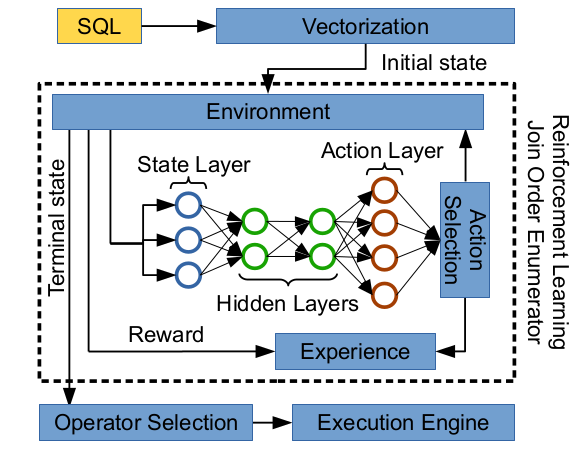 SQL
Vectorization
Initial state
Environment
Reinforcement Learning
Join Order Enumerator
Terminal state
State Layer
Action Layer
Action
Selection
Hidden Layers
Reward
Experience
Operator Selection
Execution Engine